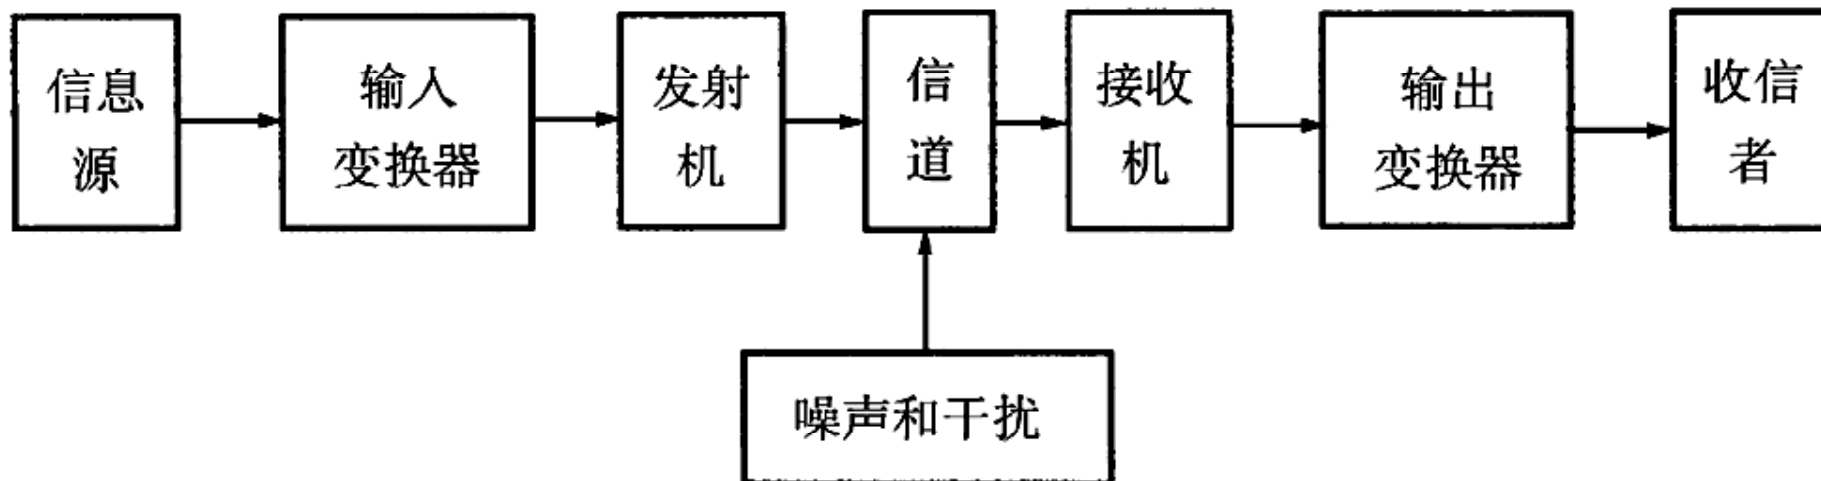 信息
源
输入
变换器
发射
机
信
道
接收
机
输出
变换器
收信
者
噪声和干扰